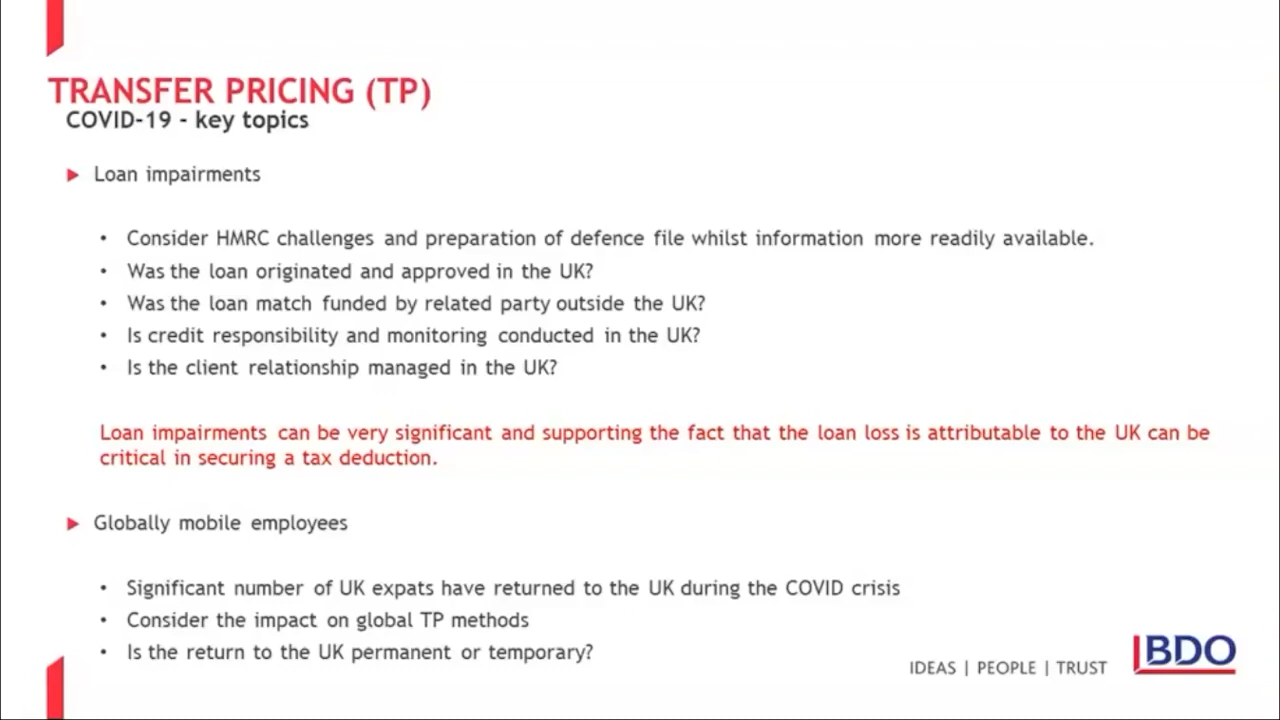 TRANSFER PRICING (TP)
COVID-19 - key topics
Loan impairments
• Consider HMRC challenges and preparation of defence file whilst information more readily available.
• Was the loan originated and approved in the UK?
• Was the loan match funded by related party outside the UK?
• Is credit responsibility and monitoring conducted in the UK?
• Is the client relationship managed in the UK?
Loan impairments can be very significant and supporting the fact that the loan loss is attributable to the UK can be
critical in securing a tax deduction.
Globally mobile employees
• Significant number of UK expats have returned to the UK during the COVID crisis
• Consider the impact on global TP methods
• Is the return to the UK permanent or temporary?
IDEAS | PEOPLE | TRUST
BDO